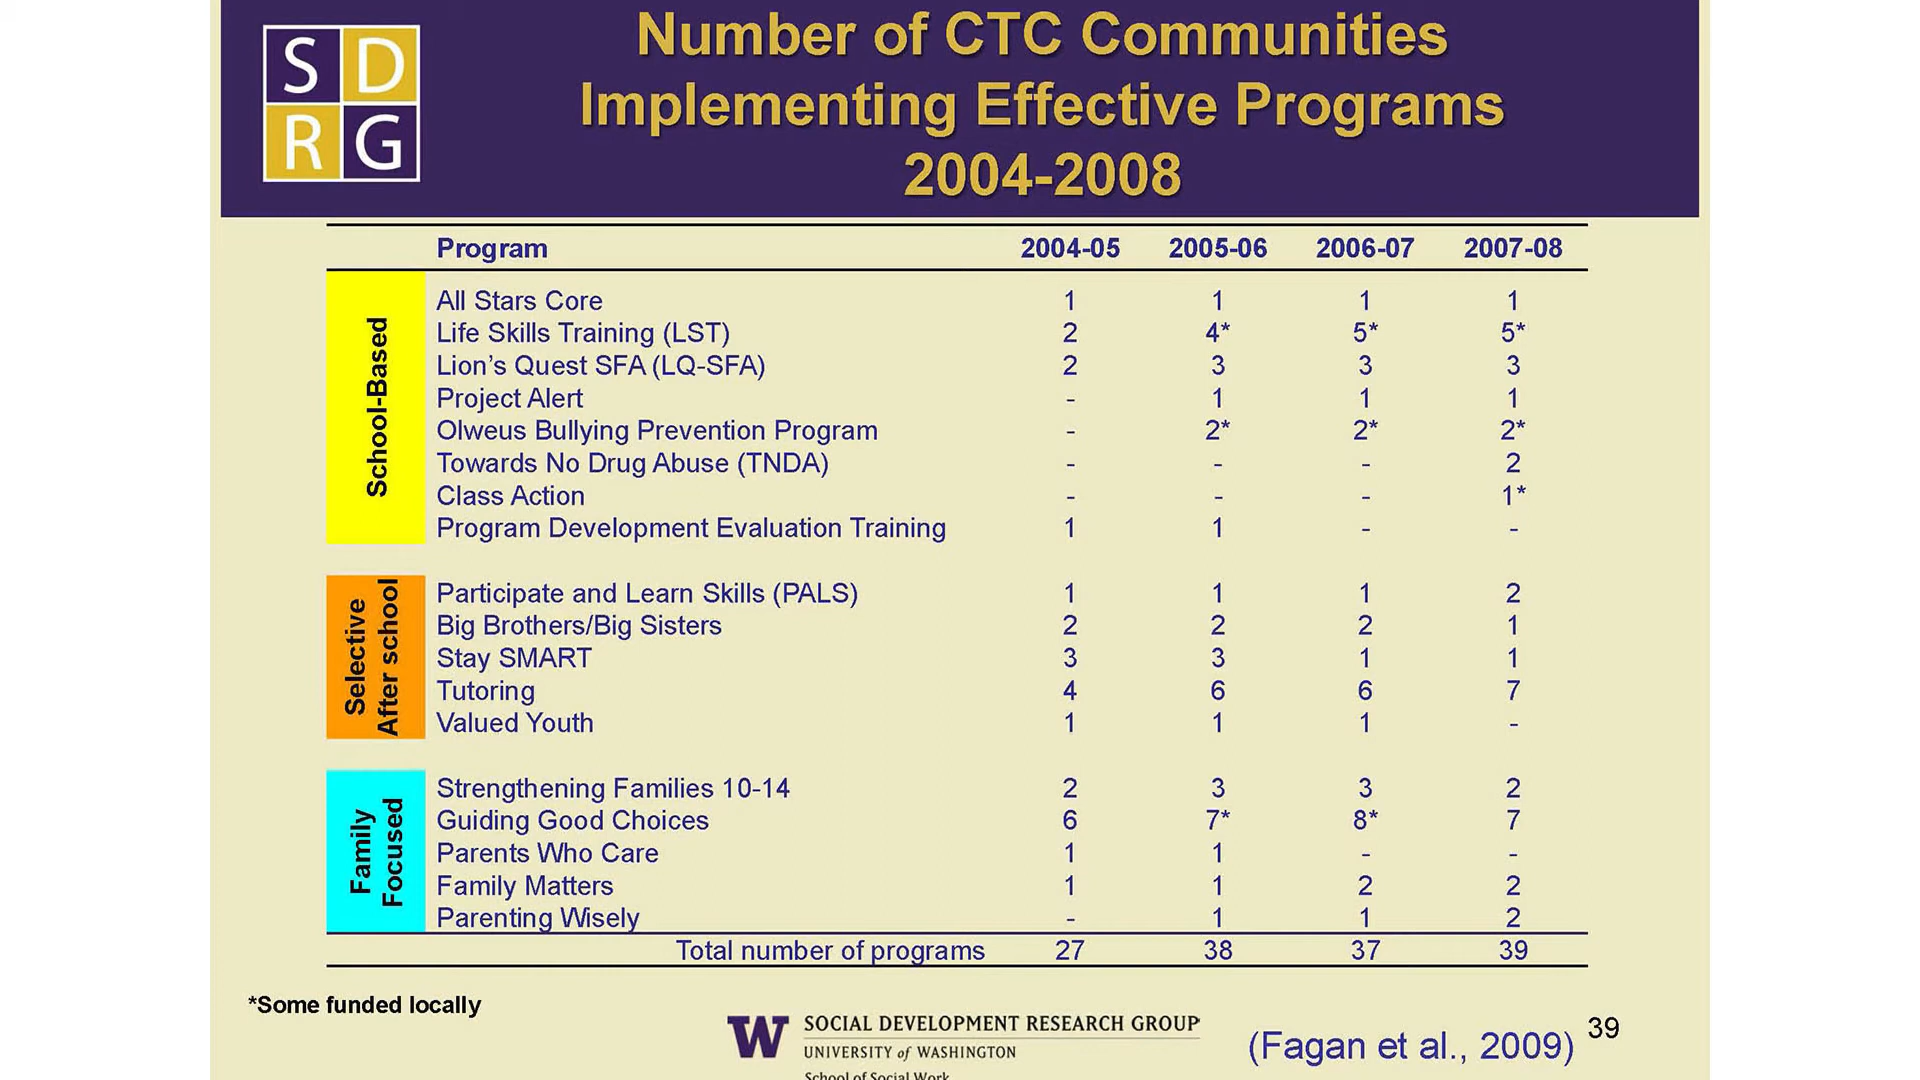 S D
R G
Number of CTC Communities
Implementing Effective Programs
2004-2008
Program 2004-05 2005-06 2006-07 2007-08
School-Based
All Stars Core 1 1 1 1
Life Skills Training (LST) 2 4* 5* 5*
Lion’s Quest SFA (LQ-SFA) 2 3 3 3
Project Alert - 1 1 1
Olweus Bullying Prevention Program - 2* 2* 2*
Towards No Drug Abuse (TNDA) - - - 2
Class Action - - - 1*
Program Development Evaluation Training 1 1 - -
Selective
After school
Participate and Learn Skills (PALS) 1 1 1 2
Big Brothers/Big Sisters 2 2 2 1
Stay SMART 3 3 1 1
Tutoring 4 6 6 7
Valued Youth 1 1 1 -
Family
Focused
Strengthening Families 10-14 2 3 3 2
Guiding Good Choices 6 7* 8* 7
Parents Who Care 1 1 - -
Family Matters 1 1 2 2
Parenting Wisely - 1 1 2
Total number of programs 27 38 37 39
*Some funded locally
W
SOCIAL DEVELOPMENT RESEARCH GROUP
UNIVERSITY of WASHINGTON
School of Social Work
(Fagan et al., 2009)
39